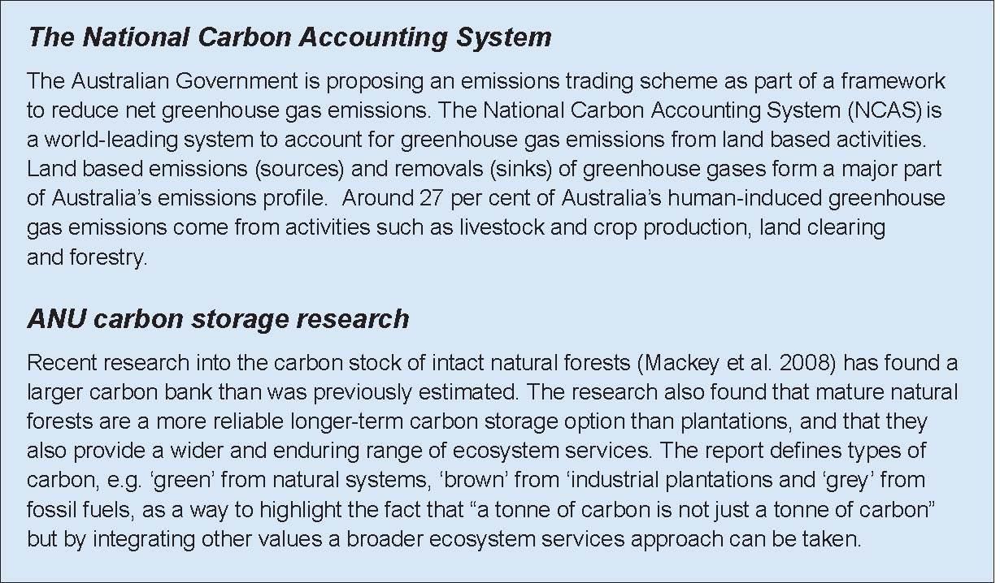 The National Carbon Accounting System
The Australian Government is proposing an emissions trading scheme as part of a framework
to reduce net greenhouse gas emissions. The National Carbon Accounting System (NCAS) is
a world-leading system to account for greenhouse gas emissions from land based activities.
Land based emissions (sources) and removals (sinks) of greenhouse gases form a major part
of Australia’s emissions profile.  Around 27 per cent of Australia’s human-induced greenhouse
gas emissions come from activities such as livestock and crop production, land clearing
and forestry.
ANU carbon storage research
Recent research into the carbon stock of intact natural forests (Mackey et al. 2008) has found a
larger carbon bank than was previously estimated. The research also found that mature natural
forests are a more reliable longer-term carbon storage option than plantations, and that they
also provide a wider and enduring range of ecosystem services. The report defines types of
carbon, e.g. ‘green’ from natural systems, ‘brown’ from ‘industrial plantations and ‘grey’ from
fossil fuels, as a way to highlight the fact that “a tonne of carbon is not just a tonne of carbon”
but by integrating other values a broader ecosystem services approach can be taken.